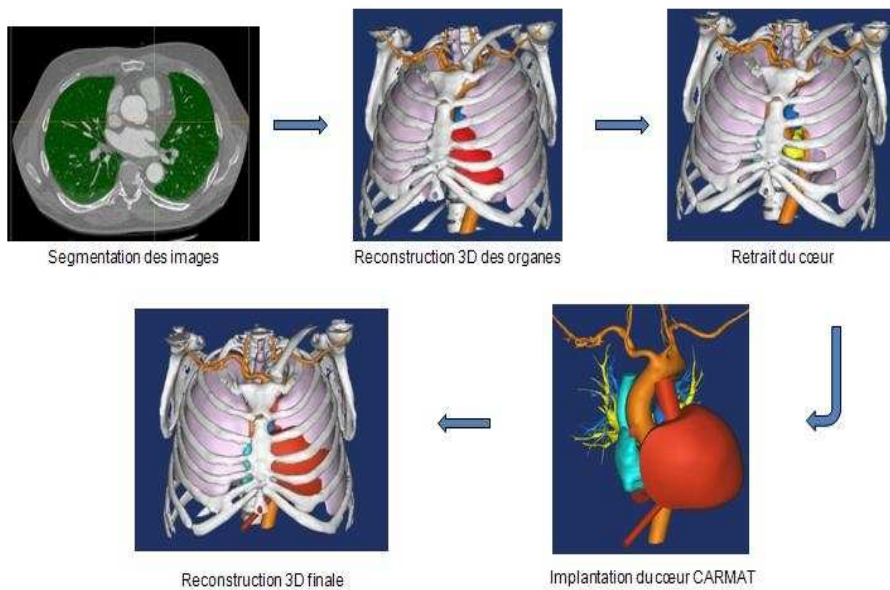 Segmentation des images
Reconstruction 3D des organes
Retrait du cœur
Implantation du cœur CARMAT
Reconstruction 3D finale